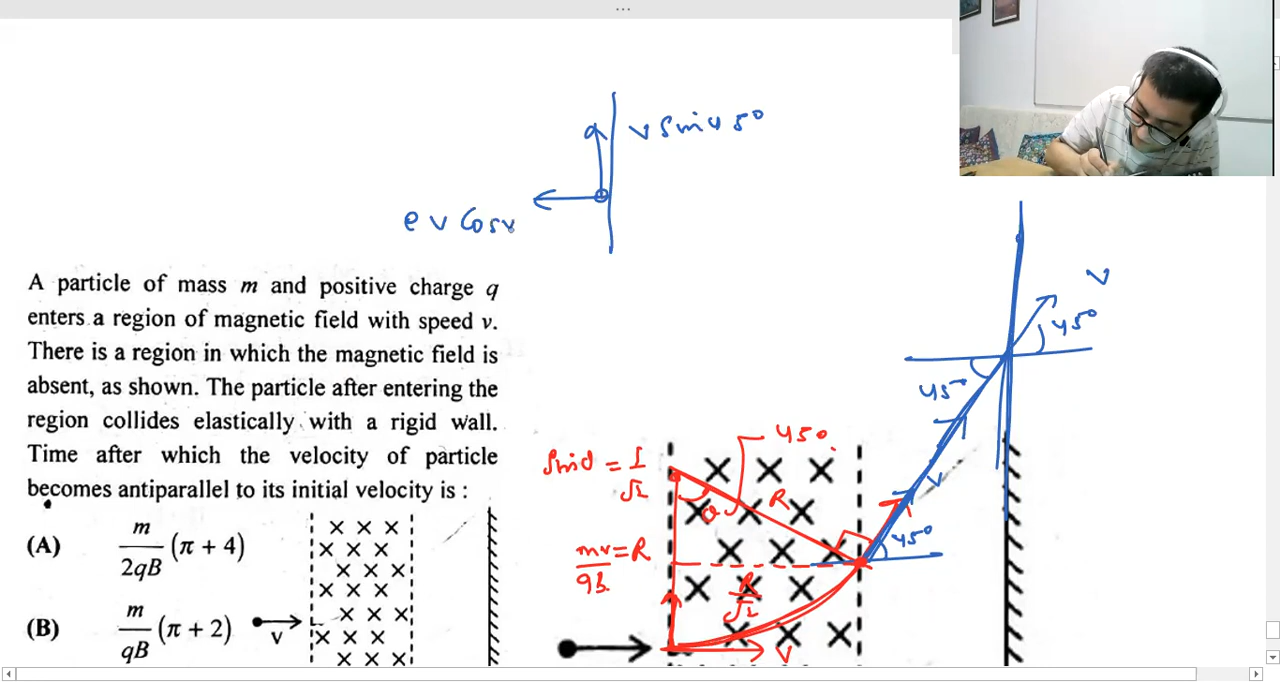 ...
v Sin45°
e v Cos
A particle of mass m and positive charge q
enters a region of magnetic field with speed v.
There is a region in which the magnetic field is
absent, as shown. The particle after entering the
region collides elastically with a rigid wall.
Time after which the velocity of particle
becomes antiparallel to its initial velocity is :
(A) m/2qB (π + 4)
(B) m/qB (π + 2)
v
v
45°
45°
45°
Sinθ = 1/√2
R
θ
mv/qB = R
v
45°
R/√2
v